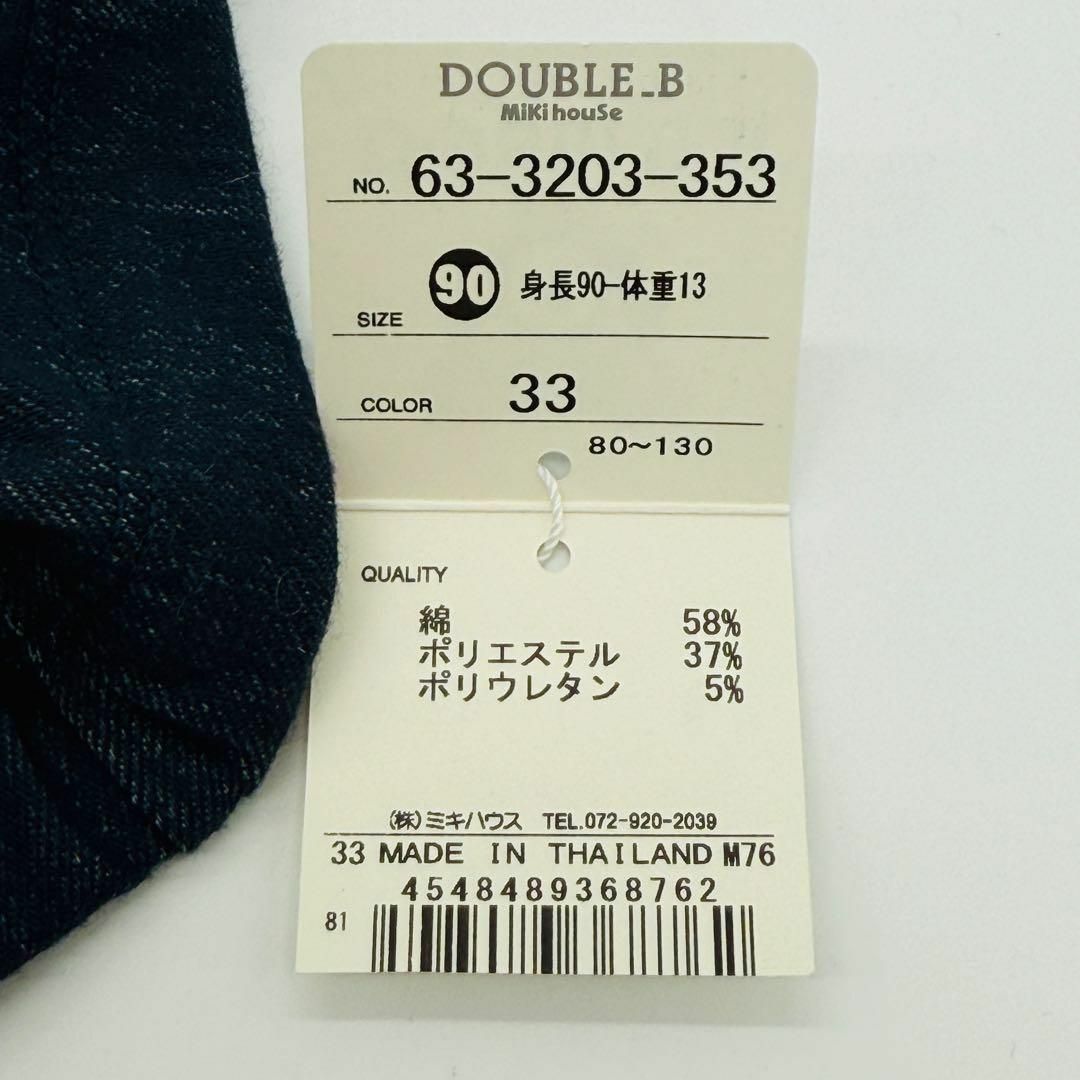 DOUBLE_B
MiKi houSe
NO. 63-3203-353
90 身長90-体重13
SIZE
COLOR 33
80〜130
QUALITY
綿 58%
ポリエステル 37%
ポリウレタン 5%
(株)ミキハウス TEL.072-920-2039
33 MADE IN THAILAND M76
4548489368762
81